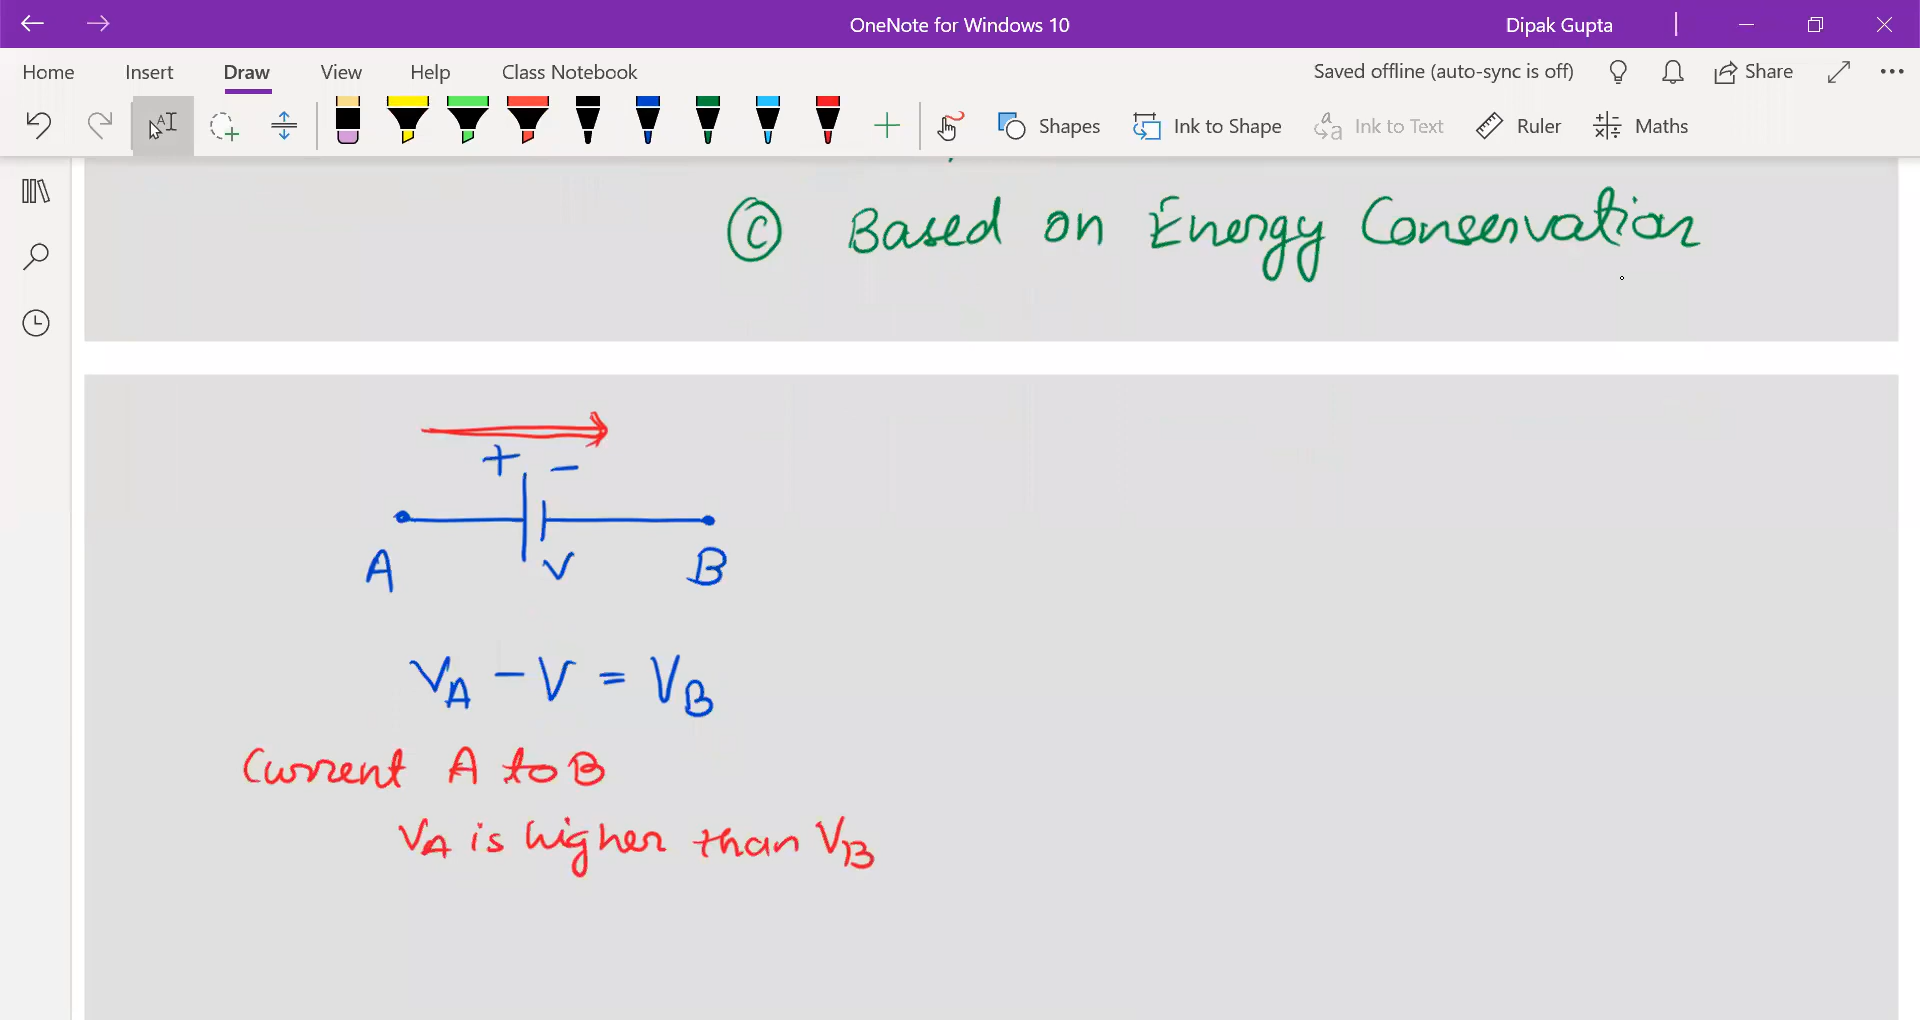 OneNote for Windows 10
Dipak Gupta
Home Insert Draw View Help Class Notebook
Saved offline (auto-sync is off) Share
Shapes Ink to Shape Ink to Text Ruler Maths
Ⓒ Based on Energy Conservation
+ -
A V B
VA - V = VB
Current A to B
VA is higher than VB